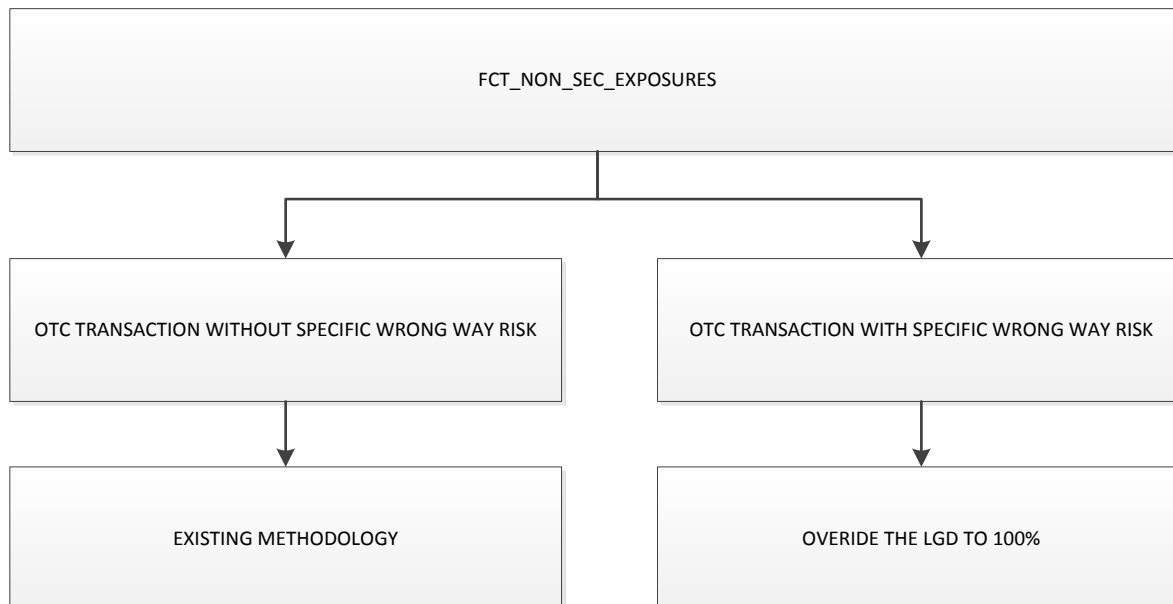 FCT_NON_SEC_EXPOSURES
OTC TRANSACTION WITHOUT SPECIFIC WRONG WAY RISK
OTC TRANSACTION WITH SPECIFIC WRONG WAY RISK
EXISTING METHODOLOGY
OVERIDE THE LGD TO 100%